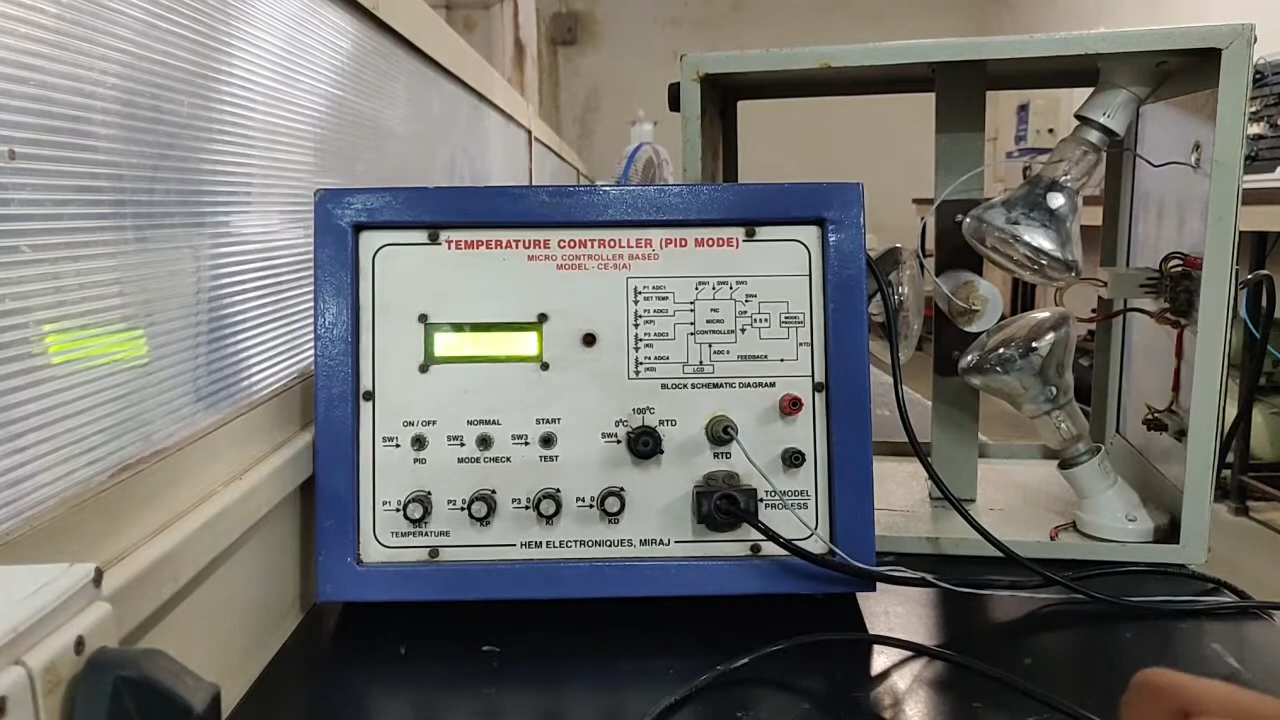 TEMPERATURE CONTROLLER (PID MODE)
MICRO CONTROLLER BASED
MODEL - CE-9(A)
P1 ADC1
SET TEMP.
P2 ADC2
(KP)
P3 ADC3
(KI)
P4 ADC4
(KD)
SW1 SW2 SW3
SW4
PIC
MICRO
CONTROLLER
O/P
S S R
MODEL
PROCESS
RTD
ADC 0
FEEDBACK
LCD
BLOCK SCHEMATIC DIAGRAM
ON / OFF
SW1
PID
NORMAL
SW2
MODE CHECK
START
SW3
TEST
100°C
0°C
RTD
SW4
RTD
P1 0
SET
TEMPERATURE
P2 0
KP
P3 0
KI
P4 0
KD
TO MODEL
PROCESS
HEM ELECTRONIQUES, MIRAJ